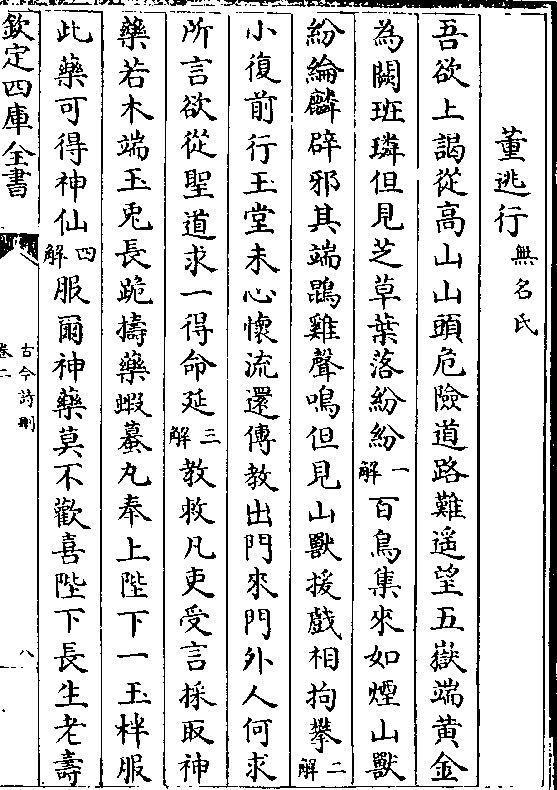 董逃行無名氏
吾欲上謁從高山山頭危險道路難遥望五嶽端黄金
為闕班璘但見芝草葉落紛紛一解百鳥集來如煙山獸
紛綸麟辟邪其端鵾雞聲鳴但見山獸援戲相拘攀二解
小復前行玉堂未心懷流還傳教出門來門外人何求
所言欲從聖道求一得命延三解教敕凡吏受言採取神
藥若木端玉兎長跪擣藥蝦蟇丸奉上陛下一玉柈服
此藥可得神仙四解服爾神藥莫不歡喜陛下長生老壽
欽定四庫全書
古今詩刪
卷二
八